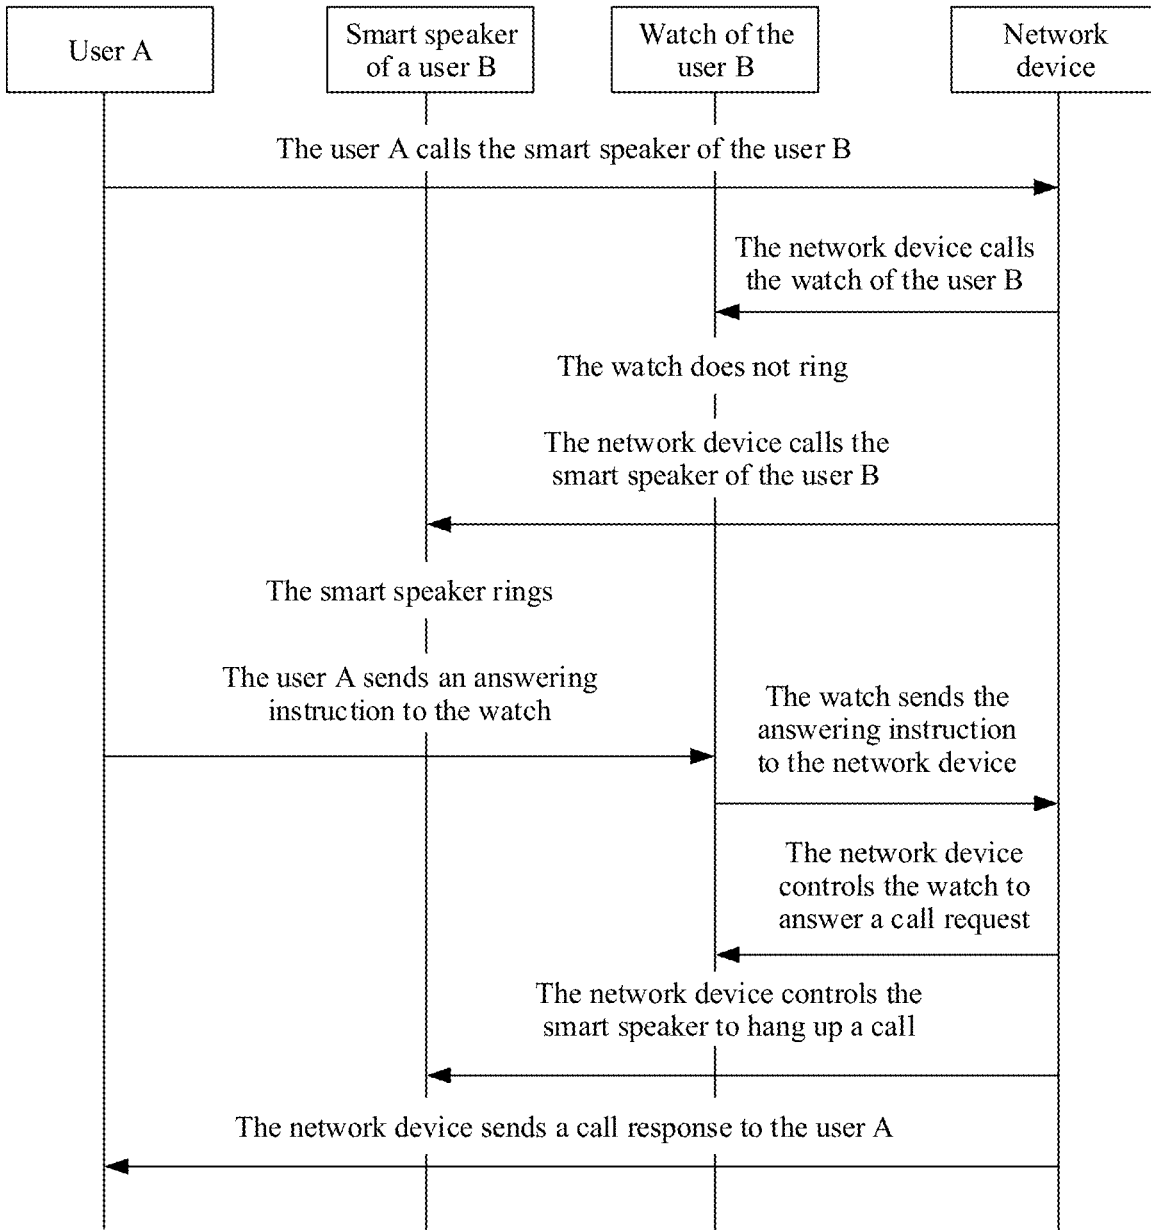 User A
Smart speaker
of a user B
Watch of the
user B
Network
device
The user A calls the smart speaker of the user B
The network device calls
the watch of the user B
The watch does not ring
The network device calls the
smart speaker of the user B
The smart speaker rings
The user A sends an answering
instruction to the watch
The watch sends the
answering instruction
to the network device
The network device
controls the watch to
answer a call request
The network device controls the
smart speaker to hang up a call
The network device sends a call response to the user A